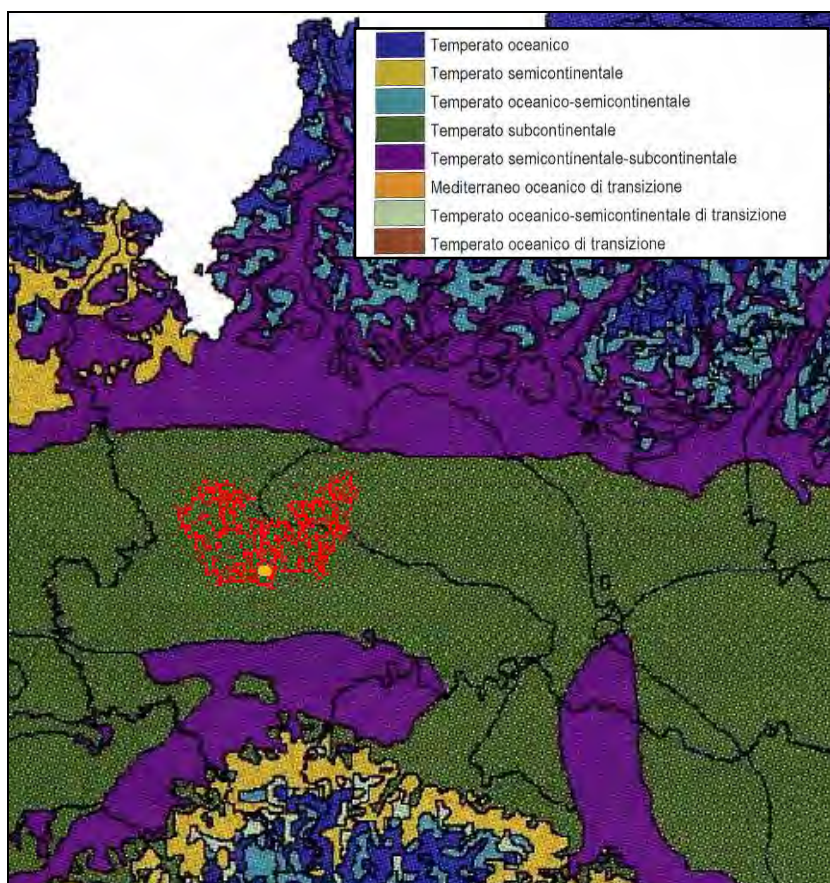 Temperato oceanico
Temperato semicontinentale
Temperato oceanico-semicontinentale
Temperato subcontinentale
Temperato semicontinentale-subcontinentale
Mediterraneo oceanico di transizione
Temperato oceanico-semicontinentale di transizione
Temperato oceanico di transizione